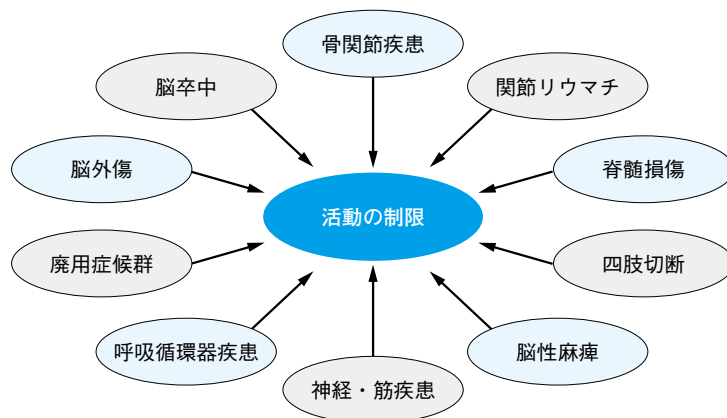 骨関節疾患
脳卒中
関節リウマチ
脳外傷
脊髄損傷
活動の制限
廃用症候群
四肢切断
呼吸循環器疾患
脳性麻痺
神経・筋疾患